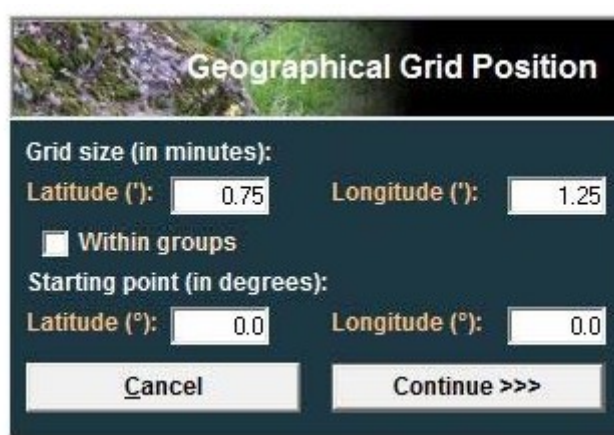 Geographical Grid Position
Grid size (in minutes):
Latitude ('): 0.75 Longitude ('): 1.25
Within groups
Starting point (in degrees):
Latitude (°): 0.0 Longitude (°): 0.0
Cancel Continue >>>